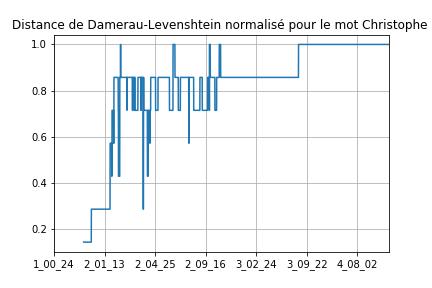 Distance de Damerau-Levenshtein normalisé pour le mot Christophe
1.0
0.8
0.6
0.4
0.2
1_00_24 2_01_13 2_04_25 2_09_16 3_02_24 3_09_22 4_08_02